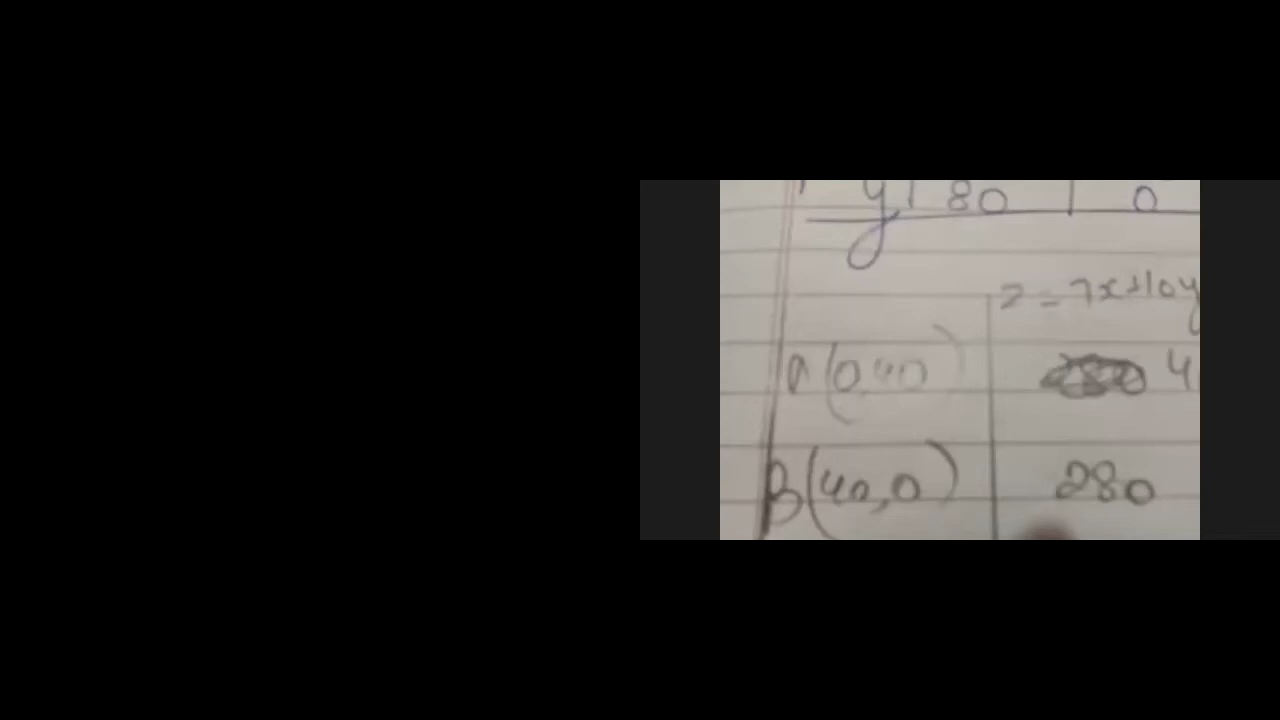 y | 80 | 0
z = 7x+10y
A(0,40) 4
B(40,0) 280